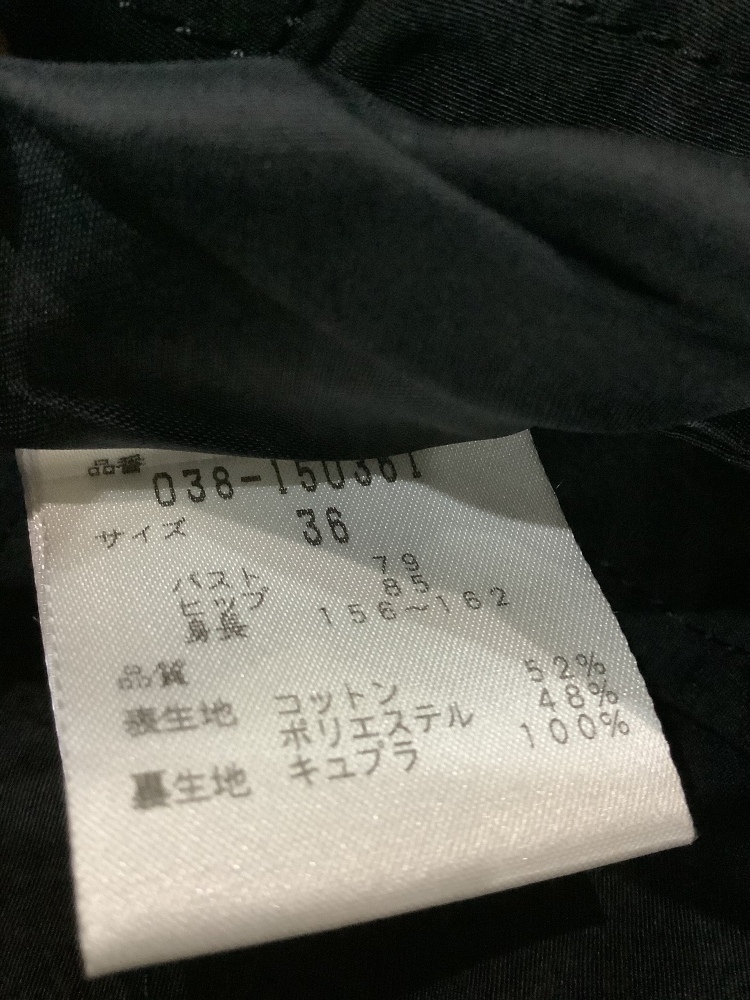 品番 038-150361
サイズ 36
バスト 79
ヒップ 85
身長 156～162
品質
表生地 コットン 52%
ポリエステル 48%
裏生地 キュプラ 100%